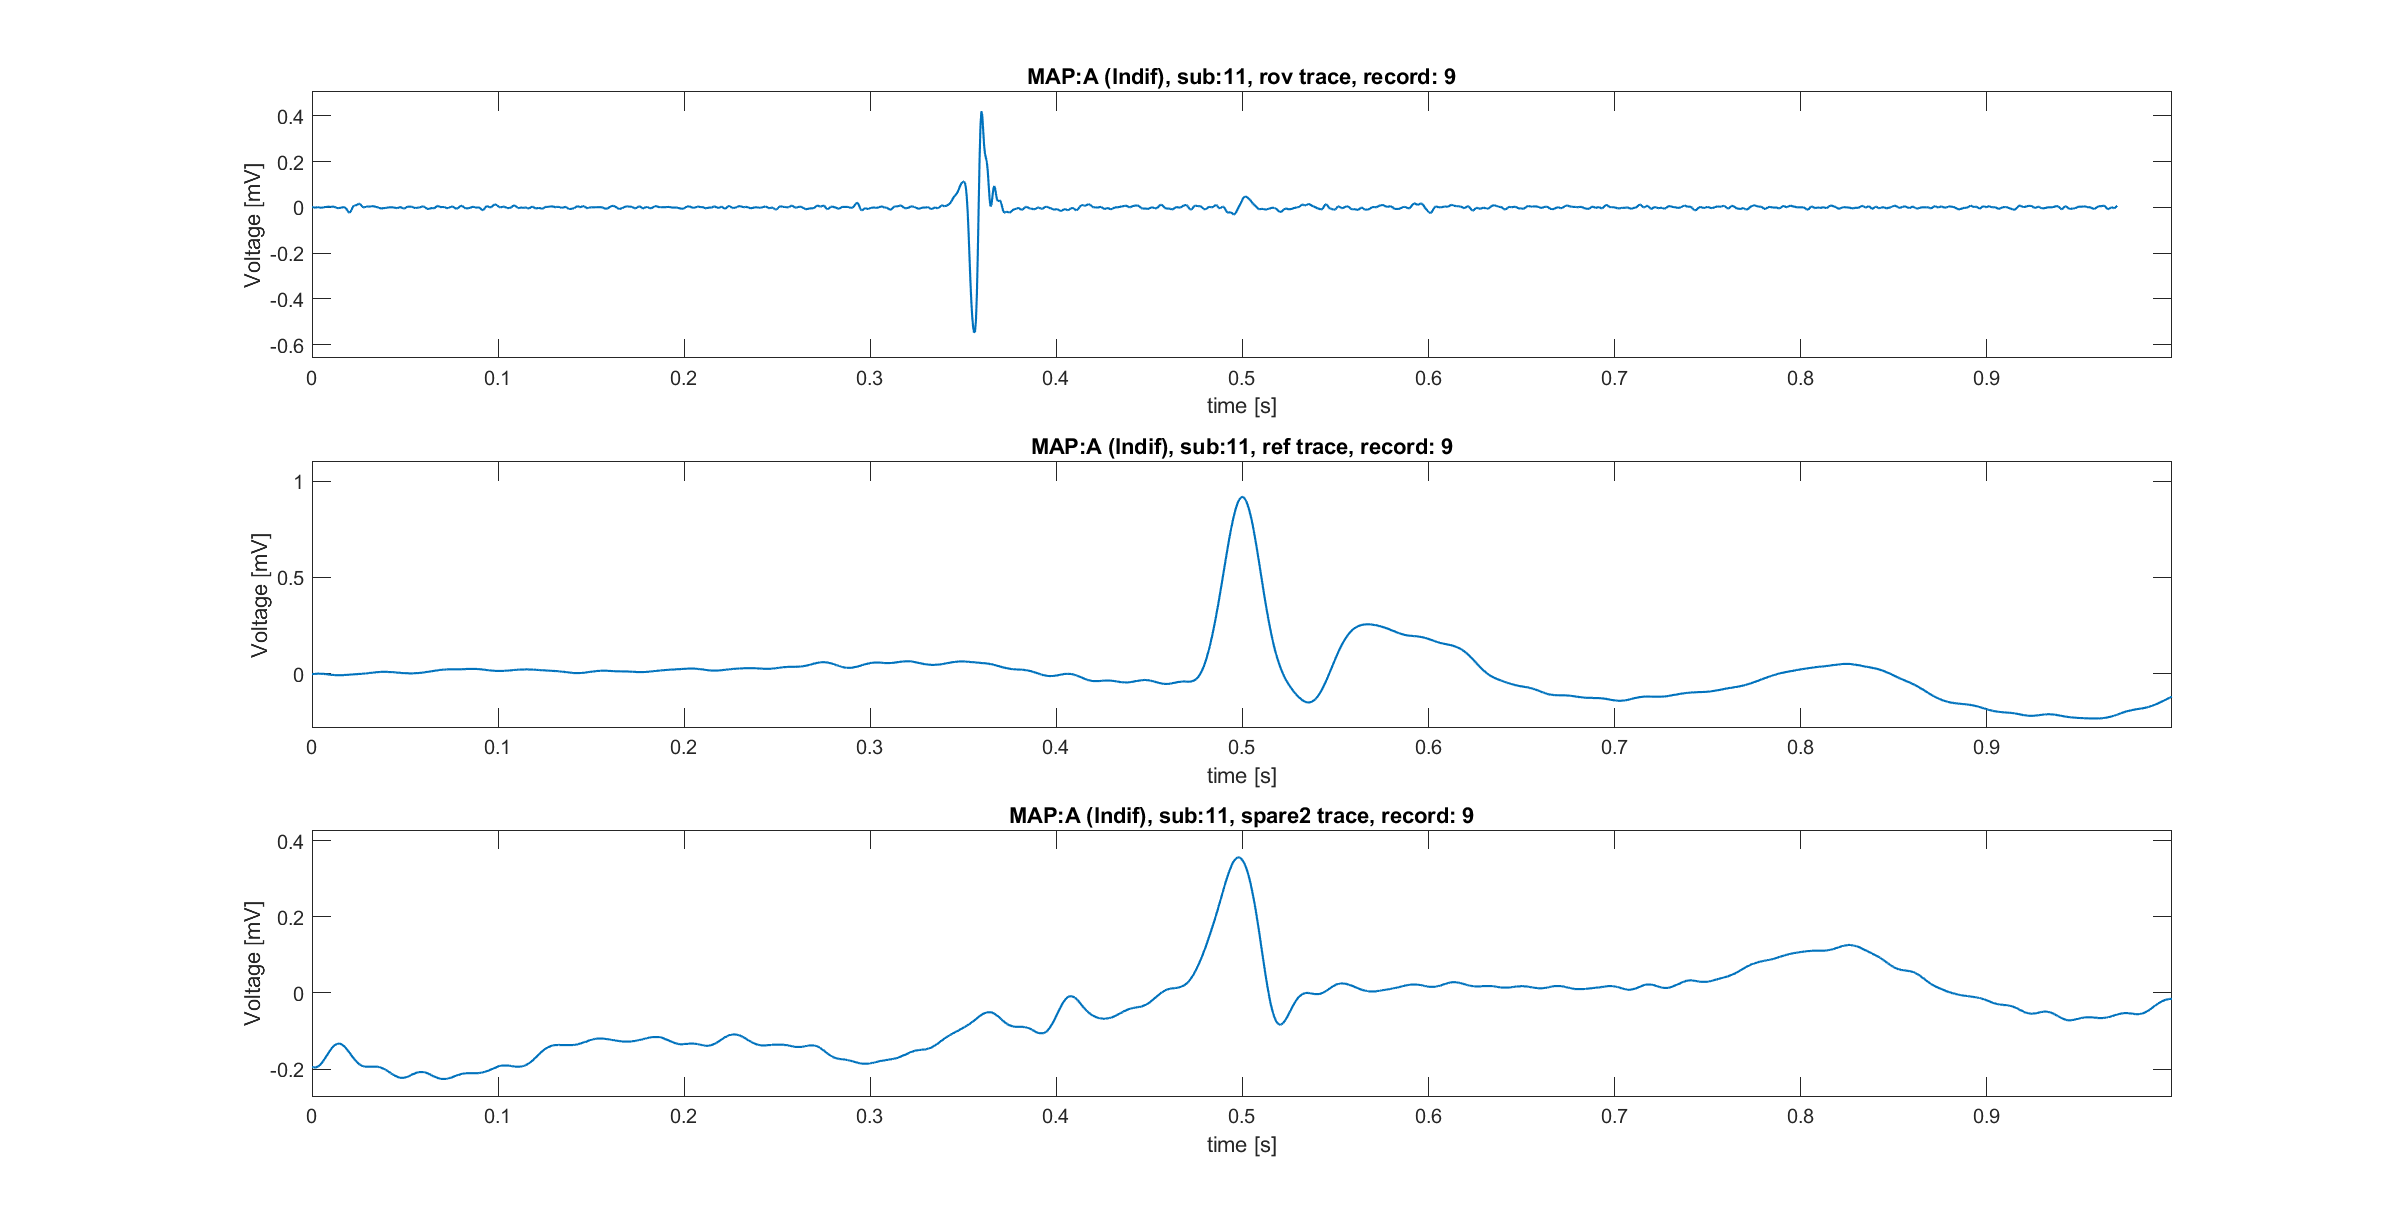 MAP:A (Indif), sub:11, rov trace, record: 9
Voltage [mV]
0.4
0.2
0
-0.2
-0.4
-0.6
0 0.1 0.2 0.3 0.4 0.5 0.6 0.7 0.8 0.9
time [s]
MAP:A (Indif), sub:11, ref trace, record: 9
Voltage [mV]
1
0.5
0
0 0.1 0.2 0.3 0.4 0.5 0.6 0.7 0.8 0.9
time [s]
MAP:A (Indif), sub:11, spare2 trace, record: 9
Voltage [mV]
0.4
0.2
0
-0.2
0 0.1 0.2 0.3 0.4 0.5 0.6 0.7 0.8 0.9
time [s]